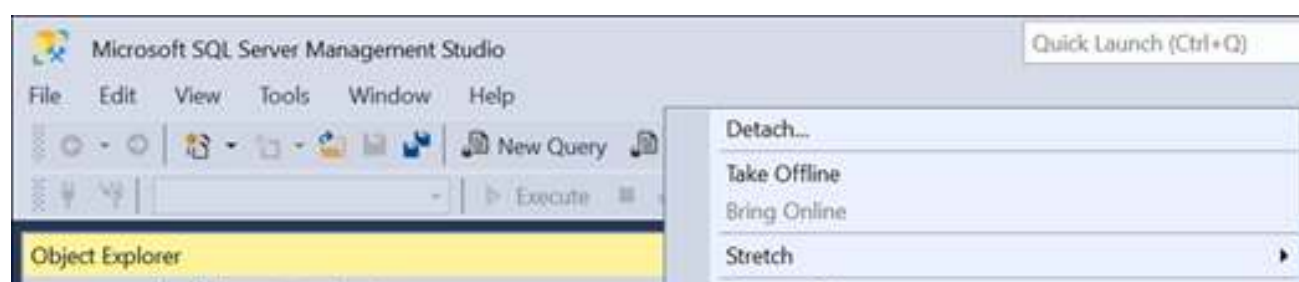 Microsoft SQL Server Management Studio
Quick Launch (Ctrl+Q)
File Edit View Tools Window Help
New Query
Execute
Object Explorer
Detach...
Take Offline
Bring Online
Stretch